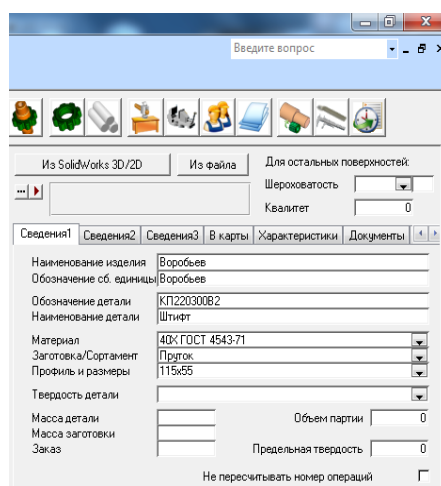 Введите вопрос
Из SolidWorks 3D/2D Из файла Для остальных поверхностей:
Шероховатость
...
Квалитет 0
Сведения1 Сведения2 Сведения3 В карты Характеристики Документы
Наименование изделия Воробьев
Обозначение сб. единицы Воробьев
Обозначение детали КП220300В2
Наименование детали Штифт
Материал 40Х ГОСТ 4543-71
Заготовка/Сортамент Пруток
Профиль и размеры 115х55
Твердость детали
Масса детали Объем партии 0
Масса заготовки
Заказ Предельная твердость 0
Не пересчитывать номер операций